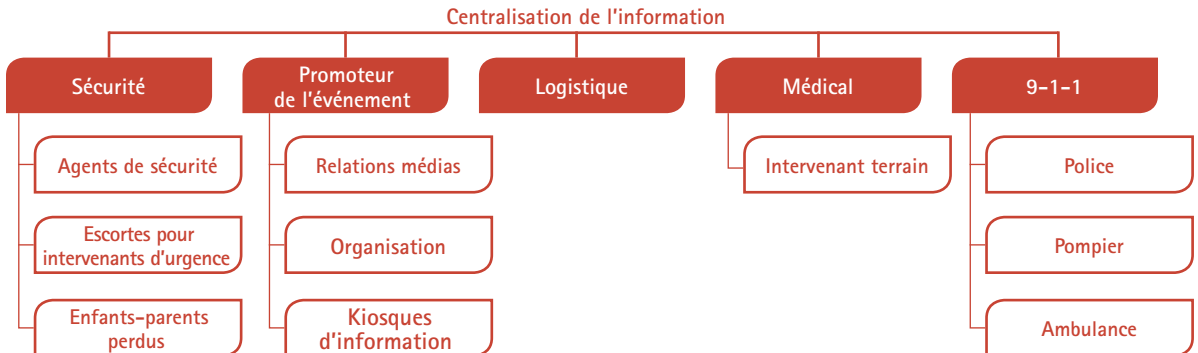 Centralisation de l'information
Sécurité
Promoteur
de l'événement
Logistique
Médical
9-1-1
Agents de sécurité
Relations médias
Intervenant terrain
Police
Escortes pour
intervenants d'urgence
Organisation
Pompier
Enfants-parents
perdus
Kiosques
d'information
Ambulance